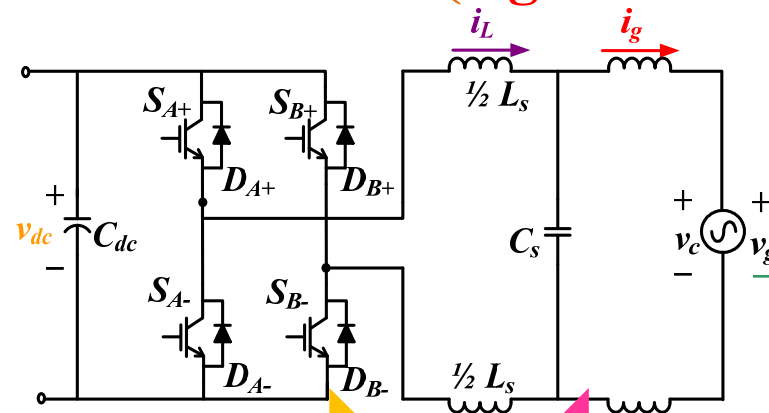 i_L
i_g
½ L_s
S_A+
S_B+
D_A+
D_B+
+
v_dc
−
C_dc
C_s
+
v_c
−
+
v_g
−
S_A-
S_B-
D_A-
D_B-
½ L_s